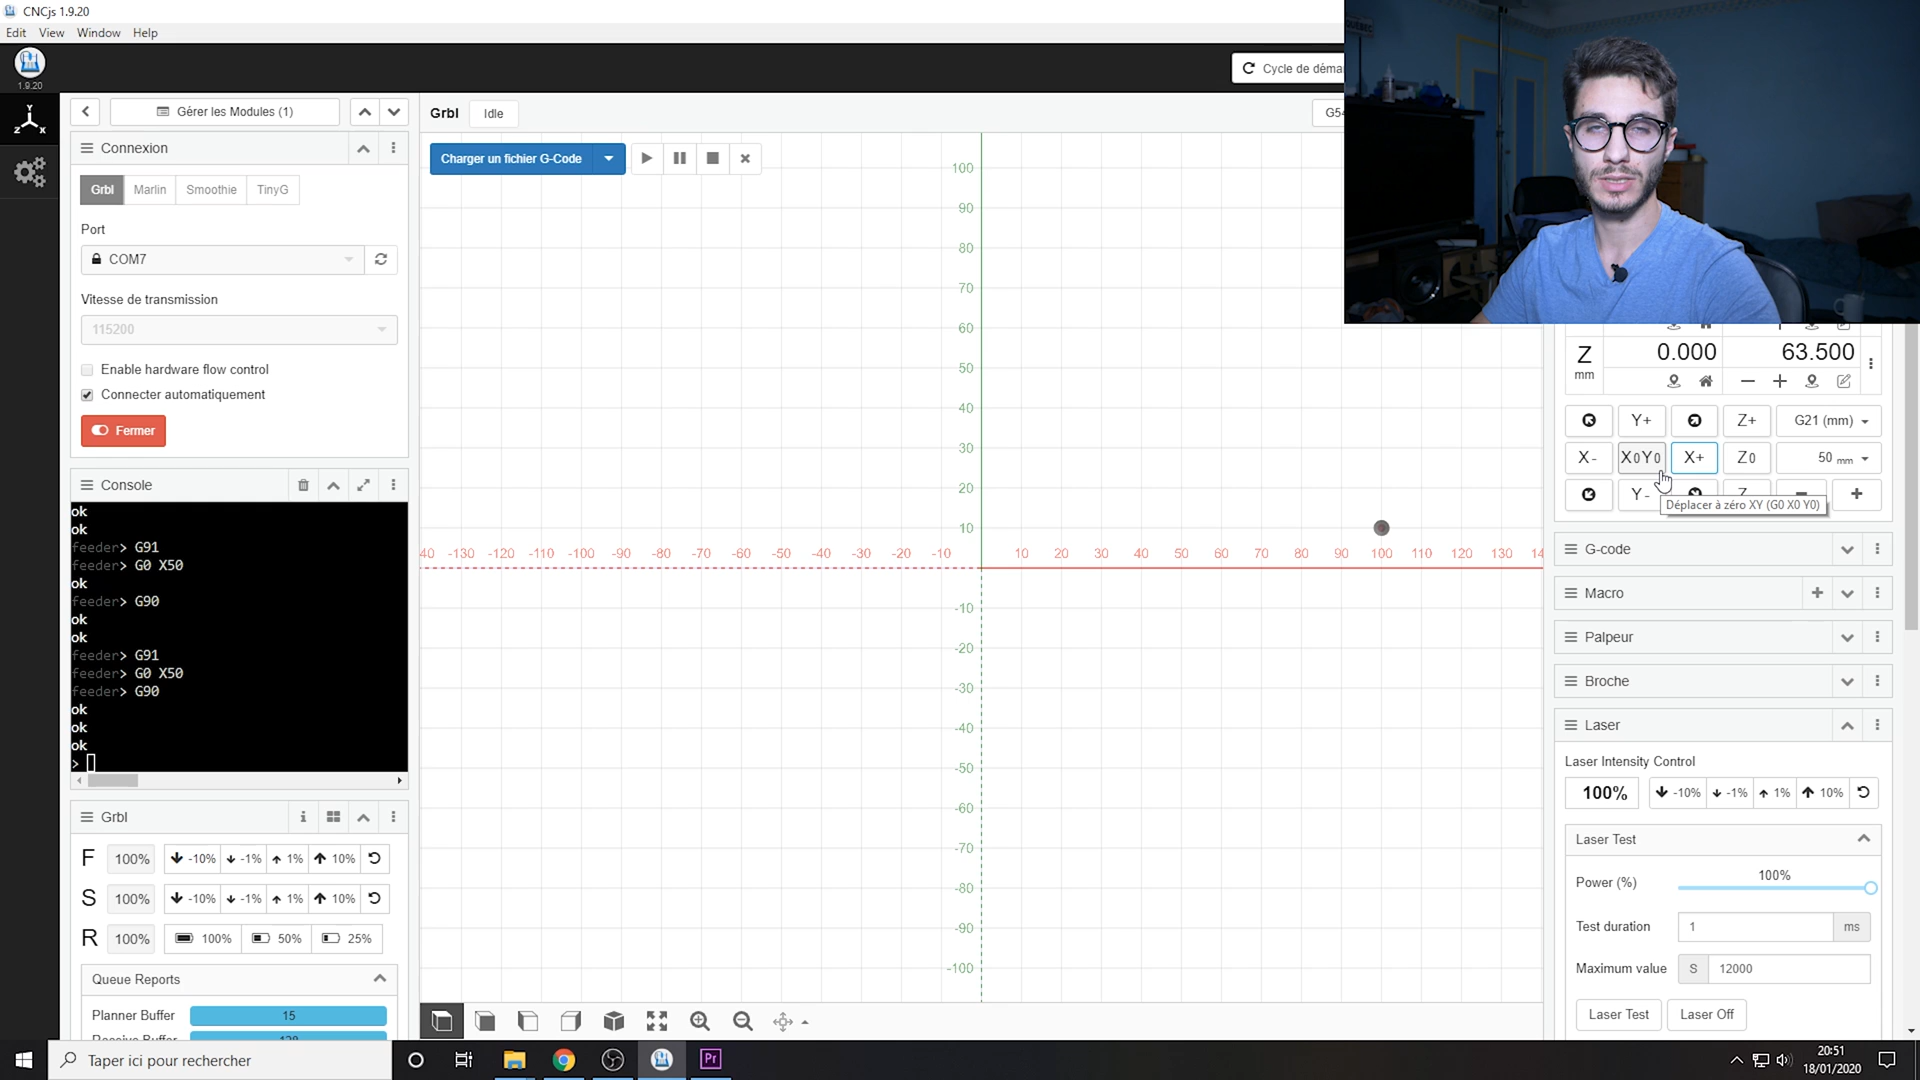 CNCjs 1.9.20
Edit View Window Help
1.9.20
Cycle de déma
QUEBEC
Gérer les Modules (1)
Grbl Idle
G54
Connexion
Charger un fichier G-Code
Grbl Marlin Smoothie TinyG
Port
COM7
Vitesse de transmission
115200
Enable hardware flow control
Connecter automatiquement
Fermer
Console
ok
ok
feeder> G91
feeder> G0 X50
ok
feeder> G90
ok
ok
feeder> G91
feeder> G0 X50
feeder> G90
ok
ok
ok
>
Grbl
F 100% -10% -1% 1% 10%
S 100% -10% -1% 1% 10%
R 100% 100% 50% 25%
Queue Reports
Planner Buffer 15
100
90
80
70
60
50
40
30
20
10
40 -130 -120 -110 -100 -90 -80 -70 -60 -50 -40 -30 -20 -10 10 20 30 40 50 60 70 80 90 100 110 120 130 14
-10
-20
-30
-40
-50
-60
-70
-80
-90
-100
Z 0.000 63.500
mm
Y+ Z+ G21 (mm)
X- X0Y0 X+ Z0 50 mm
Y-
Déplacer à zéro XY (G0 X0 Y0)
G-code
Macro
Palpeur
Broche
Laser
Laser Intensity Control
100% -10% -1% 1% 10%
Laser Test
Power (%) 100%
Test duration 1 ms
Maximum value S 12000
Laser Test Laser Off
Taper ici pour rechercher
Pr
20:51
18/01/2020